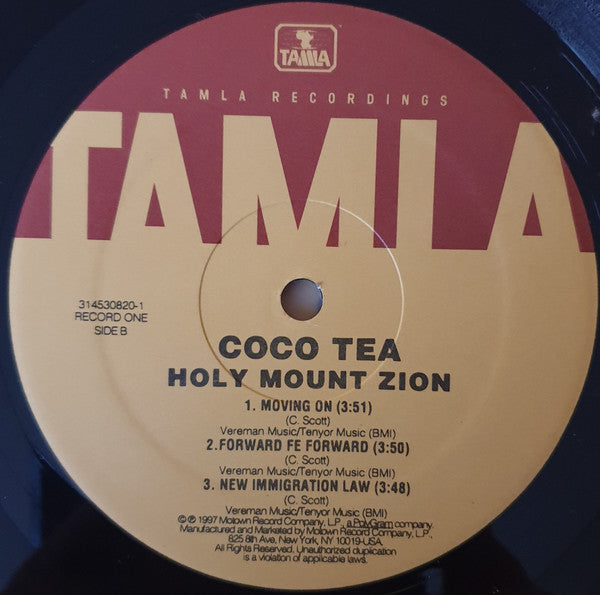 TAMLA
TAMLA RECORDINGS
TAMLA
314530820-1
RECORD ONE
SIDE B
COCO TEA
HOLY MOUNT ZION
1. MOVING ON (3:51)
(C. Scott)
Vereman Music/Tenyor Music (BMI)
2.FORWARD FE FORWARD (3:50)
(C. Scott)
Vereman Music/Tenyor Music (BMI)
3. NEW IMMIGRATION LAW (3:48)
(C. Scott)
Vereman Music/Tenyor Music (BMI)
© ℗ 1997 Motown Record Company, L.P., a PolyGram company.
Manufactured and Marketed by Motown Record Company, L.P.,
825 8th Ave, New York, NY 10019-USA.
All Rights Reserved. Unauthorized duplication
is a violation of applicable laws.